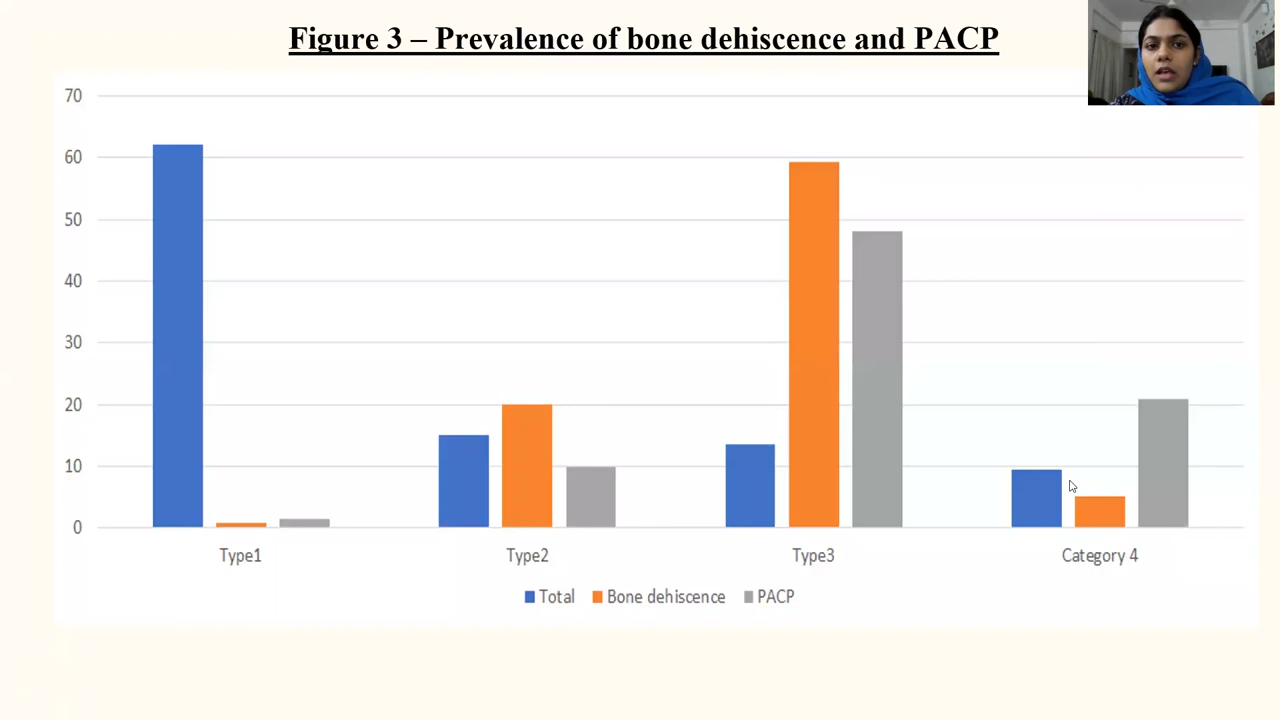 Figure 3 – Prevalence of bone dehiscence and PACP
70
60
50
40
30
20
10
0
Type1 Type2 Type3 Category 4
Total Bone dehiscence PACP